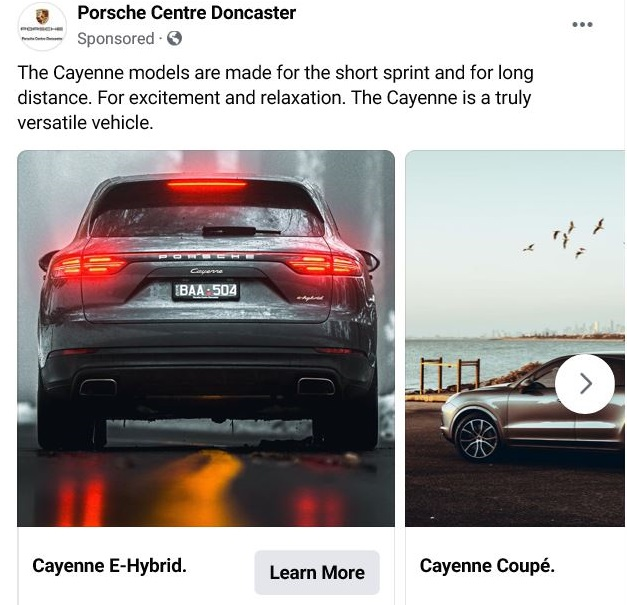 Porsche Centre Doncaster
PORSCHE
Porsche Centre Doncaster
Sponsored ·
The Cayenne models are made for the short sprint and for long
distance. For excitement and relaxation. The Cayenne is a truly
versatile vehicle.
PORSCHE
Cayenne
BAA·504
e-hybrid
Cayenne E-Hybrid.
Learn More
Cayenne Coupé.